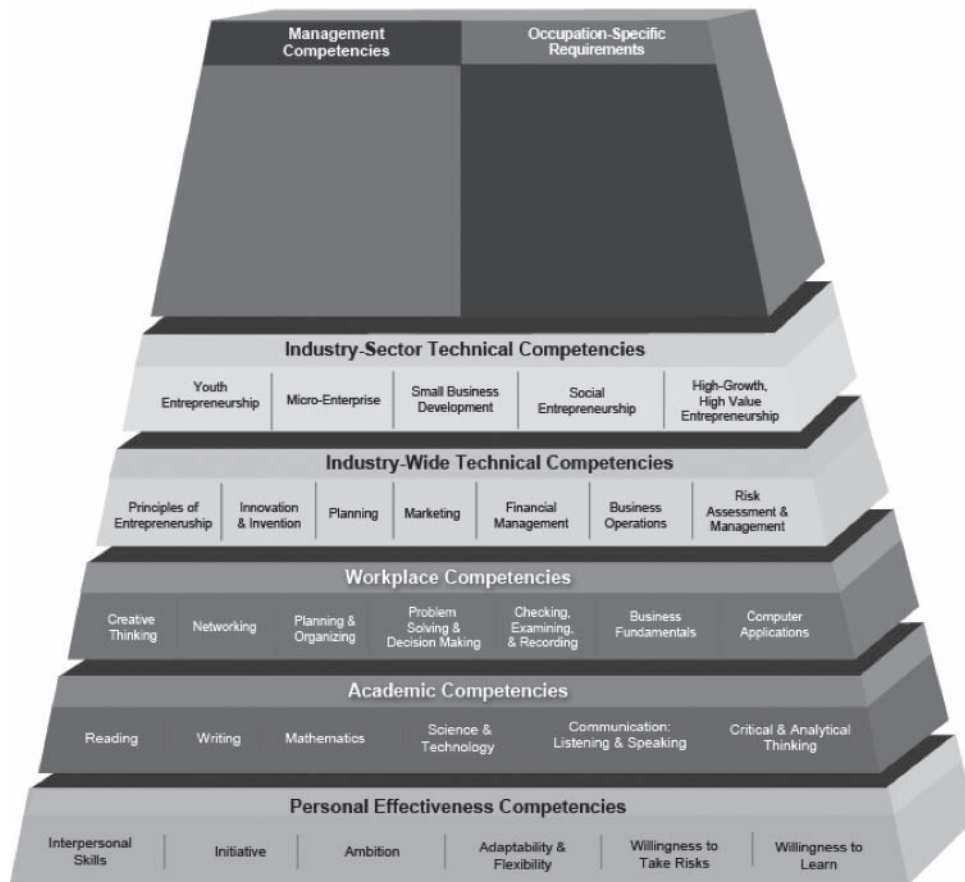 Management
Competencies
Occupation-Specific
Requirements
Industry-Sector Technical Competencies
Youth
Entrepreneurship
Micro-Enterprise
Small Business
Development
Social
Entrepreneurship
High-Growth,
High Value
Entrepreneurship
Industry-Wide Technical Competencies
Principles of
Entrepreneruship
Innovation
& Invention
Planning
Marketing
Financial
Management
Business
Operations
Risk
Assessment &
Management
Workplace Competencies
Creative
Thinking
Networking
Planning &
Organizing
Problem
Solving &
Decision Making
Checking,
Examining,
& Recording
Business
Fundamentals
Computer
Applications
Academic Competencies
Reading
Writing
Mathematics
Science &
Technology
Communication:
Listening & Speaking
Critical & Analytical
Thinking
Personal Effectiveness Competencies
Interpersonal
Skills
Initiative
Ambition
Adaptability &
Flexibility
Willingness to
Take Risks
Willingness to
Learn